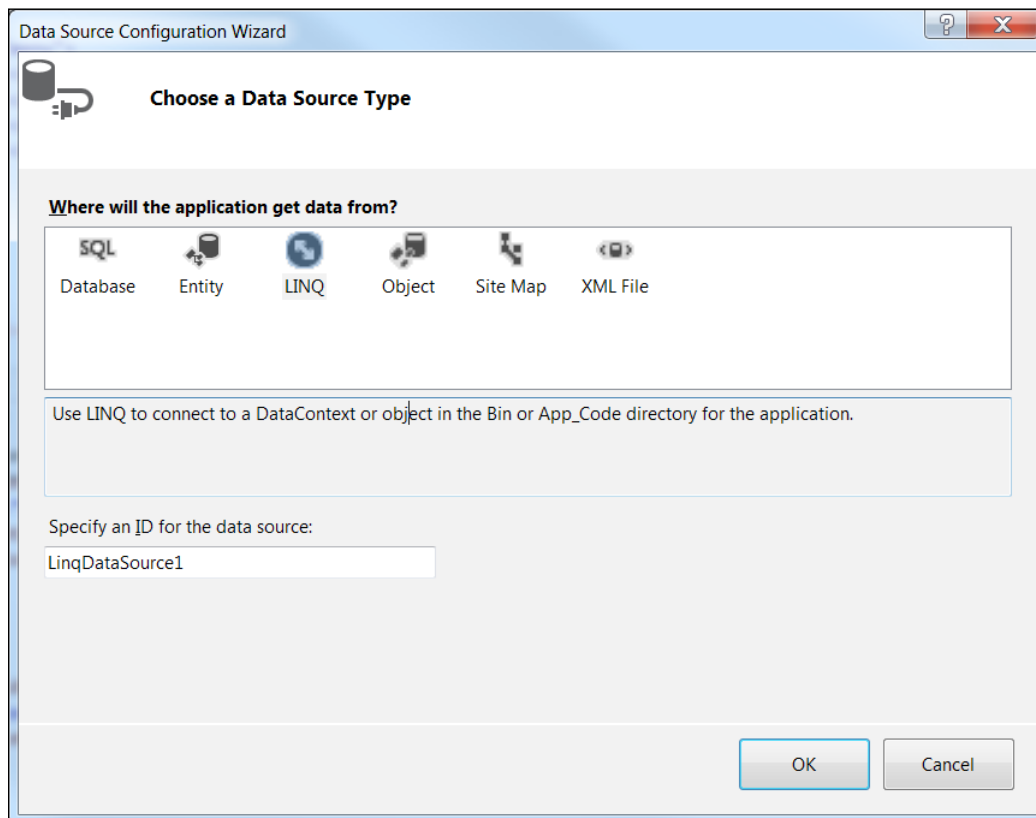 Data Source Configuration Wizard
?
X
Choose a Data Source Type
Where will the application get data from?
SQL
Database Entity LINQ Object Site Map XML File
Use LINQ to connect to a DataContext or object in the Bin or App_Code directory for the application.
Specify an ID for the data source:
LinqDataSource1
OK Cancel